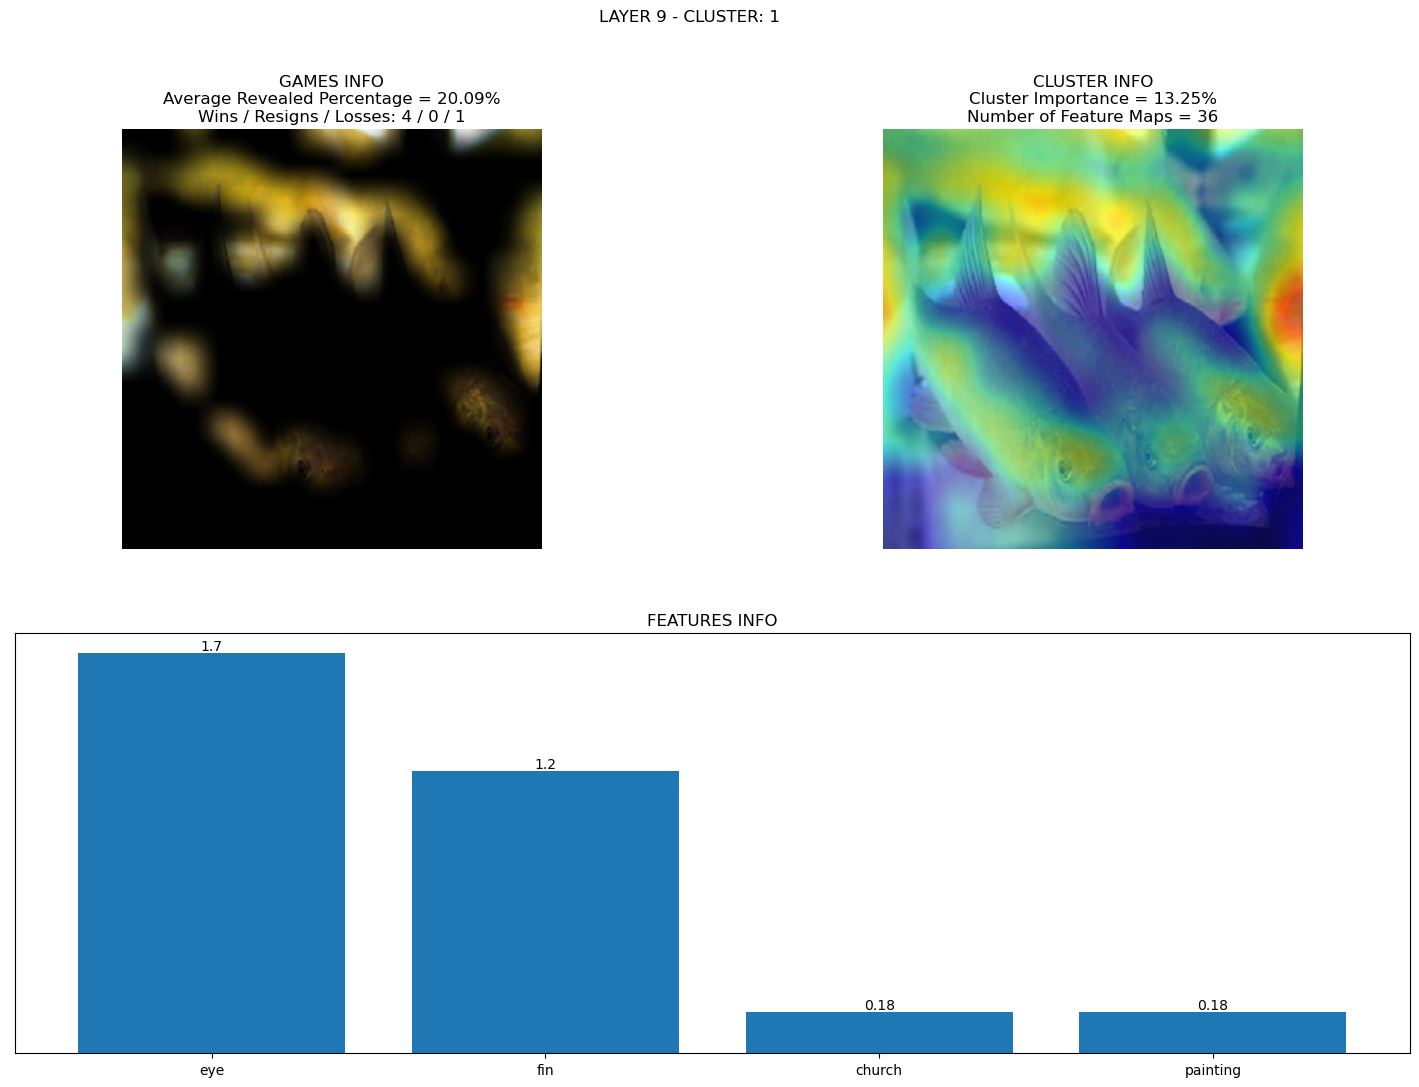 LAYER 9 - CLUSTER: 1
GAMES INFO
Average Revealed Percentage = 20.09%
Wins / Resigns / Losses: 4 / 0 / 1
CLUSTER INFO
Cluster Importance = 13.25%
Number of Feature Maps = 36
FEATURES INFO
1.7
1.2
0.18
0.18
eye
fin
church
painting